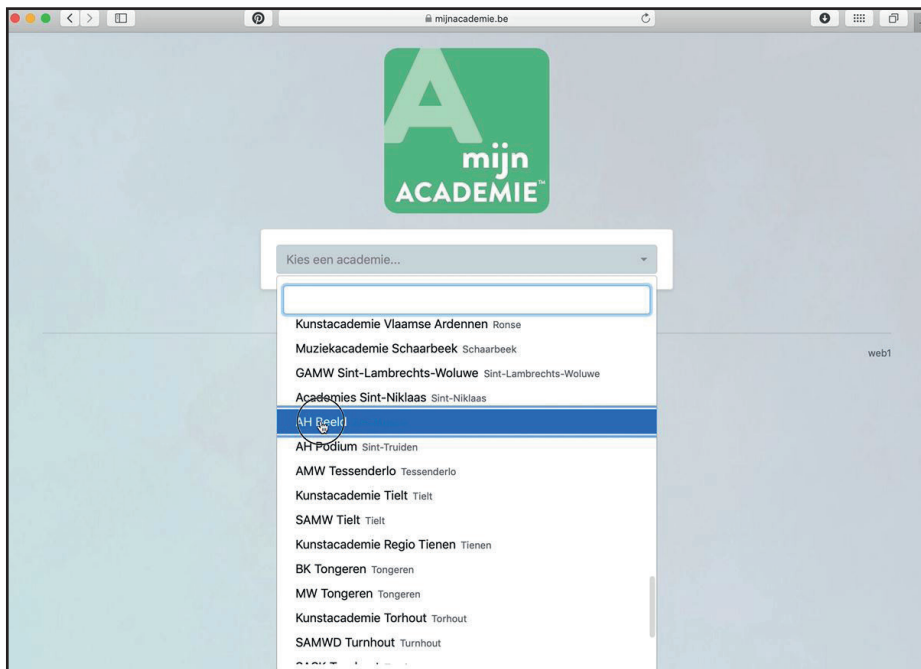 mijnacademie.be
A
mijn
ACADEMIE™
Kies een academie...
Kunstacademie Vlaamse Ardennen Ronse
Muziekacademie Schaarbeek Schaarbeek
web1
GAMW Sint-Lambrechts-Woluwe Sint-Lambrechts-Woluwe
Academies Sint-Niklaas Sint-Niklaas
AH Beeld
AH Podium Sint-Truiden
AMW Tessenderlo Tessenderlo
Kunstacademie Tielt Tielt
SAMW Tielt Tielt
Kunstacademie Regio Tienen Tienen
BK Tongeren Tongeren
MW Tongeren Tongeren
Kunstacademie Torhout Torhout
SAMWD Turnhout Turnhout